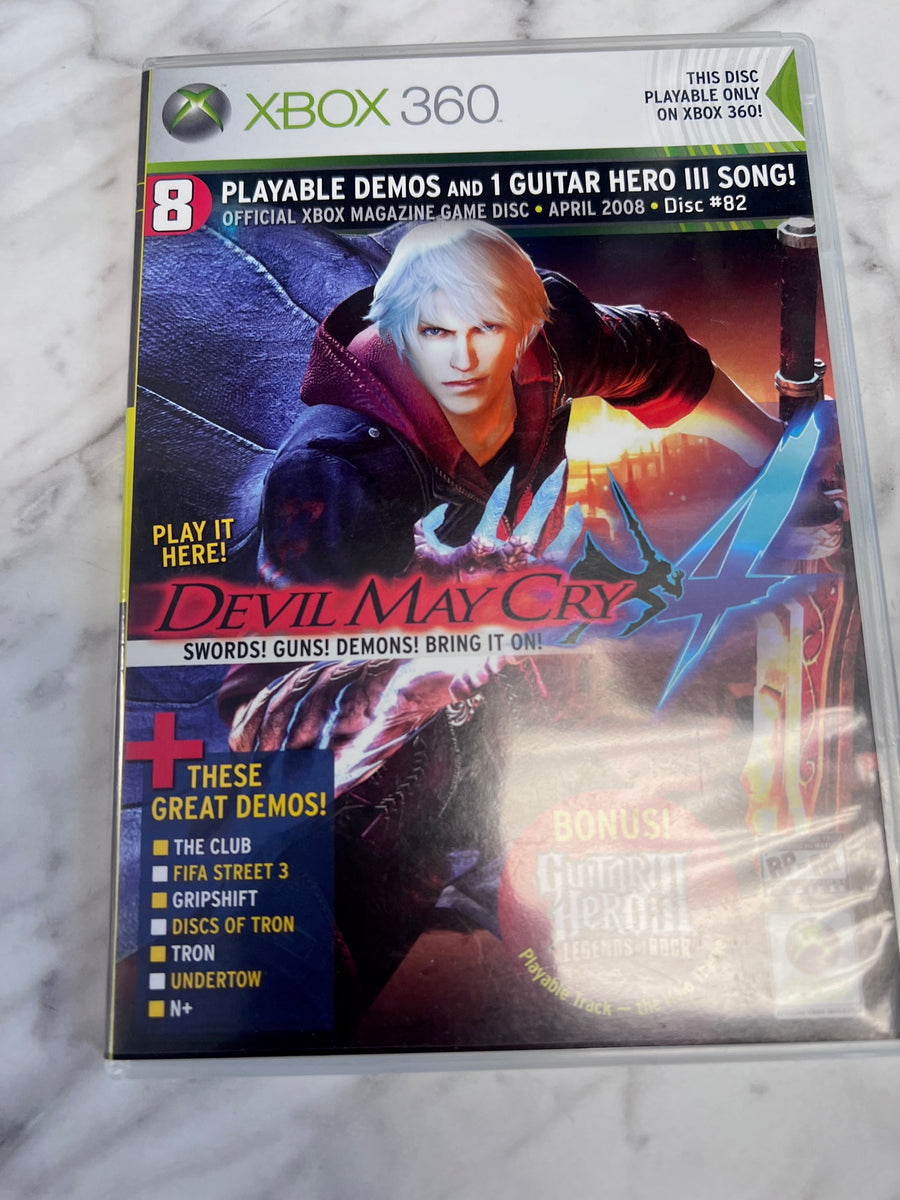 XBOX 360
THIS DISC
PLAYABLE ONLY
ON XBOX 360!
8 PLAYABLE DEMOS AND 1 GUITAR HERO III SONG!
OFFICIAL XBOX MAGAZINE GAME DISC • APRIL 2008 • Disc #82
PLAY IT
HERE!
DEVIL MAY CRY 4
SWORDS! GUNS! DEMONS! BRING IT ON!
+ THESE
GREAT DEMOS!
THE CLUB
FIFA STREET 3
GRIPSHIFT
DISCS OF TRON
TRON
UNDERTOW
N+
BONUS!
GUITAR HERO III
LEGENDS OF ROCK
Playable Track — the